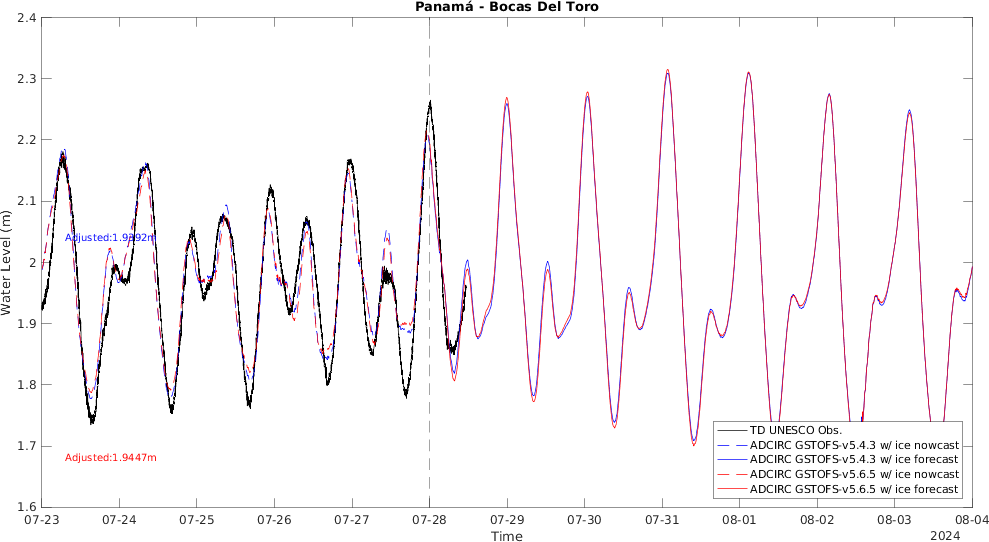 Panamá - Bocas Del Toro
Water Level (m)
2.4
2.3
2.2
2.1
2
1.9
1.8
1.7
1.6
Adjusted:1.9392m
Adjusted:1.9447m
TD UNESCO Obs.
ADCIRC GSTOFS-v5.4.3 w/ ice nowcast
ADCIRC GSTOFS-v5.4.3 w/ ice forecast
ADCIRC GSTOFS-v5.6.5 w/ ice nowcast
ADCIRC GSTOFS-v5.6.5 w/ ice forecast
07-23 07-24 07-25 07-26 07-27 07-28 07-29 07-30 07-31 08-01 08-02 08-03 08-04
Time
2024